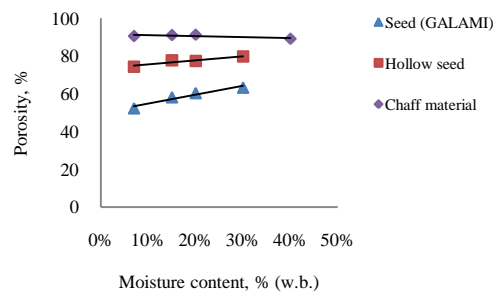 100
80
60
40
20
0
Porosity, %
0% 10% 20% 30% 40% 50%
Moisture content, % (w.b.)
Seed (GALAMI)
Hollow seed
Chaff material